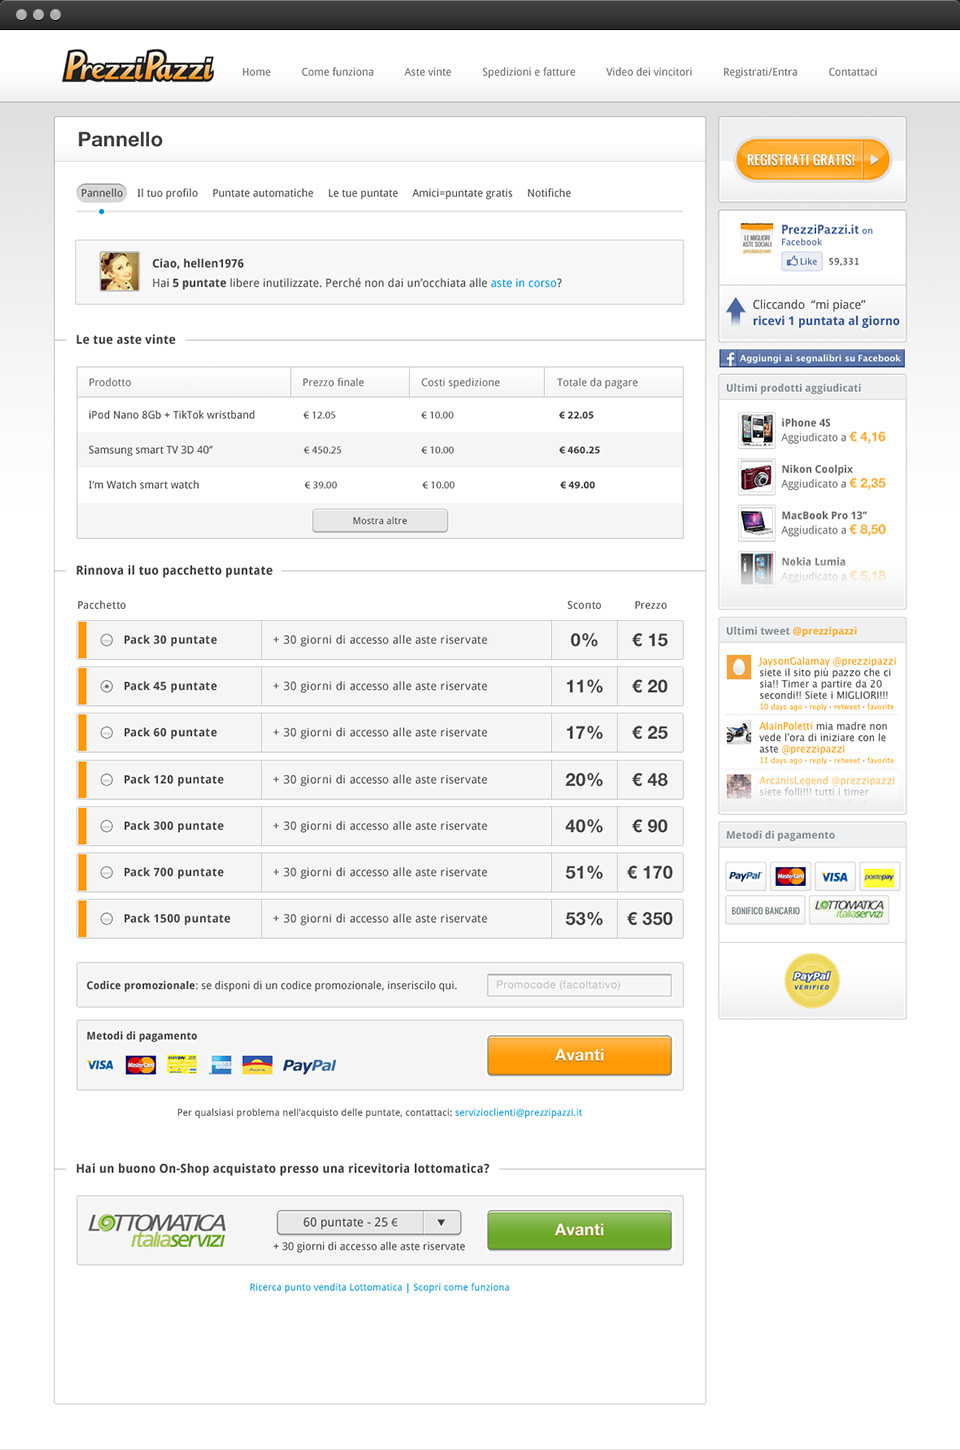 PrezziPazzi
Home Come funziona Aste vinte Spedizioni e fatture Video dei vincitori Registrati/Entra Contattaci
Pannello
Pannello Il tuo profilo Puntate automatiche Le tue puntate Amici=puntate gratis Notifiche
Ciao, hellen1976
Hai 5 puntate libere inutilizzate. Perché non dai un'occhiata alle aste in corso?
Le tue aste vinte
Prodotto Prezzo finale Costi spedizione Totale da pagare
iPod Nano 8Gb + TikTok wristband € 12.05 € 10.00 € 22.05
Samsung smart TV 3D 40” € 450.25 € 10.00 € 460.25
I'm Watch smart watch € 39.00 € 10.00 € 49.00
Mostra altre
Rinnova il tuo pacchetto puntate
Pacchetto Sconto Prezzo
Pack 30 puntate + 30 giorni di accesso alle aste riservate 0% € 15
Pack 45 puntate + 30 giorni di accesso alle aste riservate 11% € 20
Pack 60 puntate + 30 giorni di accesso alle aste riservate 17% € 25
Pack 120 puntate + 30 giorni di accesso alle aste riservate 20% € 48
Pack 300 puntate + 30 giorni di accesso alle aste riservate 40% € 90
Pack 700 puntate + 30 giorni di accesso alle aste riservate 51% € 170
Pack 1500 puntate + 30 giorni di accesso alle aste riservate 53% € 350
Codice promozionale: se disponi di un codice promozionale, inseriscilo qui. Promocode (facoltativo)
Metodi di pagamento
VISA MasterCard postepay PayPal
Avanti
Per qualsiasi problema nell'acquisto delle puntate, contattaci: servizioclienti@prezzipazzi.it
Hai un buono On-Shop acquistato presso una ricevitoria lottomatica?
LOTTOMATICA
italiaservizi
60 puntate - 25 €
+ 30 giorni di accesso alle aste riservate
Avanti
Ricerca punto vendita Lottomatica | Scopri come funziona
REGISTRATI GRATIS!
LE MIGLIORI
ASTE SOCIALI
prezzipazzi.com
PrezziPazzi.it on
Facebook
Like 59,331
Cliccando “mi piace”
ricevi 1 puntata al giorno
f Aggiungi ai segnalibri su Facebook
Ultimi prodotti aggiudicati
iPhone 4S
Aggiudicato a € 4,16
Nikon Coolpix
Aggiudicato a € 2,35
MacBook Pro 13"
Aggiudicato a € 8,50
Nokia Lumia
Aggiudicato a € 5,18
Ultimi tweet @prezzipazzi
JaysonGalamay @prezzipazzi
siete il sito più pazzo che ci
sia!! Timer a partire da 20
secondi!! Siete i MIGLIORI!!!
10 days ago • reply • retweet • favorite
AlainPoletti mia madre non
vede l'ora di iniziare con le
aste @prezzipazzi
11 days ago • reply • retweet • favorite
ArcanisLegend @prezzipazzi
siete folli!!! tutti i timer
Metodi di pagamento
PayPal MasterCard VISA postepay
BONIFICO BANCARIO LOTTOMATICA
italiaservizi
PayPal
VERIFIED